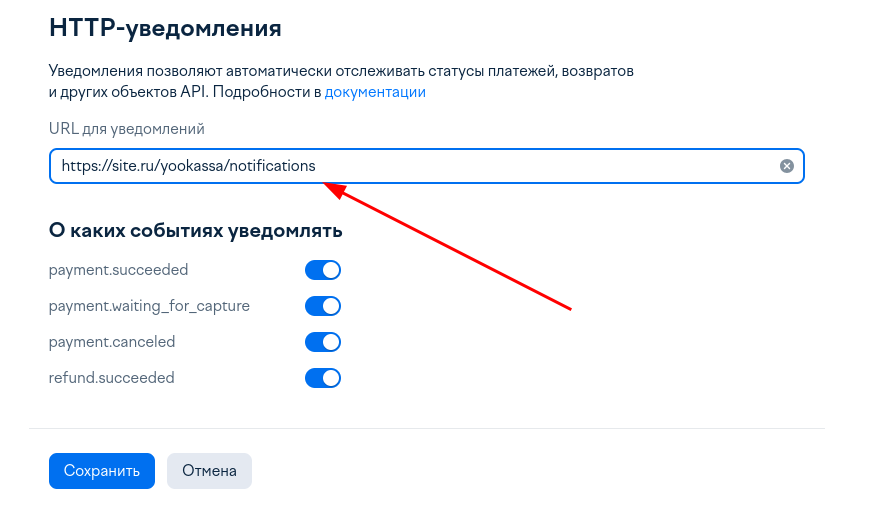 HTTP-уведомления
Уведомления позволяют автоматически отслеживать статусы платежей, возвратов
и других объектов API. Подробности в документации
URL для уведомлений
https://site.ru/yookassa/notifications
О каких событиях уведомлять
payment.succeeded
payment.waiting_for_capture
payment.canceled
refund.succeeded
Сохранить Отмена